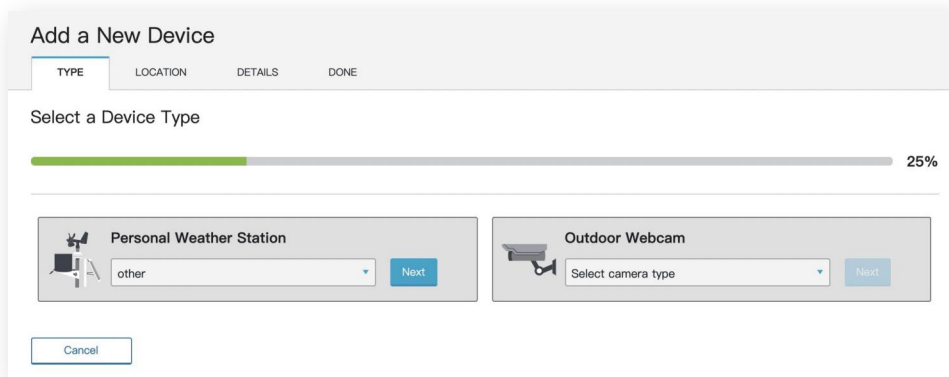 Add a New Device
TYPE LOCATION DETAILS DONE
Select a Device Type
25%
Personal Weather Station
other Next
Outdoor Webcam
Select camera type Next
Cancel